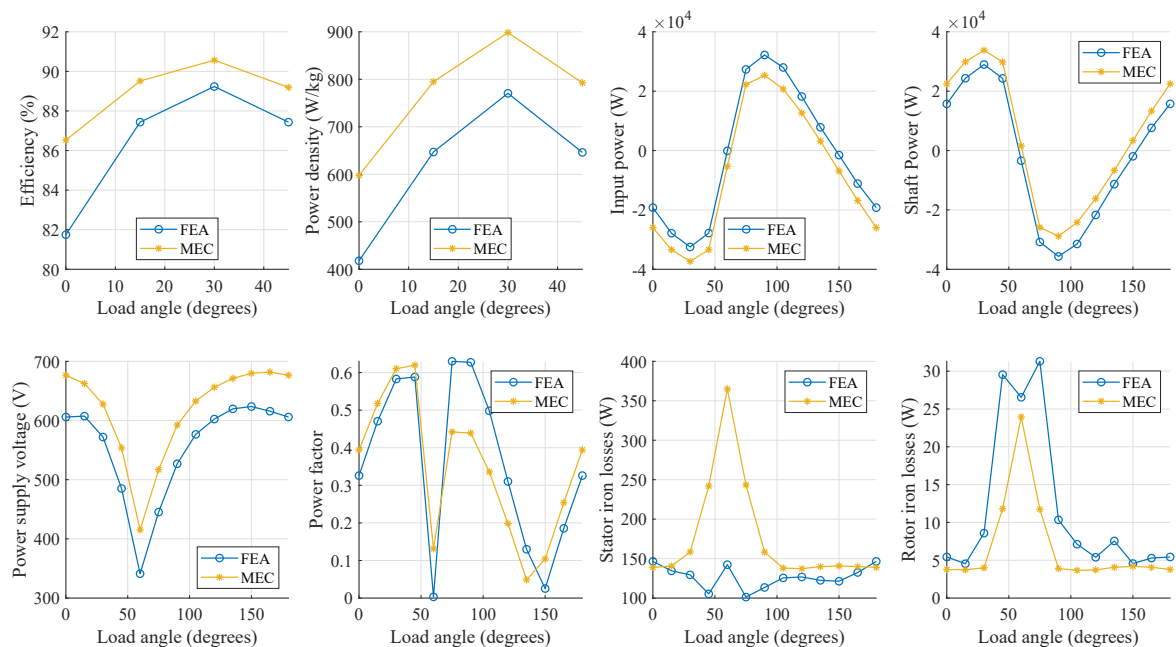 92
90
88
86
84
82
80
Efficiency (%)
FEA
MEC
0 10 20 30 40
Load angle (degrees)
900
800
700
600
500
400
Power density (W/kg)
FEA
MEC
0 10 20 30 40
Load angle (degrees)
×10^4
4
2
0
-2
-4
Input power (W)
FEA
MEC
0 50 100 150
Load angle (degrees)
×10^4
4
2
0
-2
-4
Shaft Power (W)
FEA
MEC
0 50 100 150
Load angle (degrees)
700
600
500
400
300
Power supply voltage (V)
FEA
MEC
0 50 100 150
Load angle (degrees)
0.6
0.5
0.4
0.3
0.2
0.1
0
Power factor
FEA
MEC
0 50 100 150
Load angle (degrees)
400
350
300
250
200
150
100
Stator iron losses (W)
FEA
MEC
0 50 100 150
Load angle (degrees)
30
25
20
15
10
5
0
Rotor iron losses (W)
FEA
MEC
0 50 100 150
Load angle (degrees)